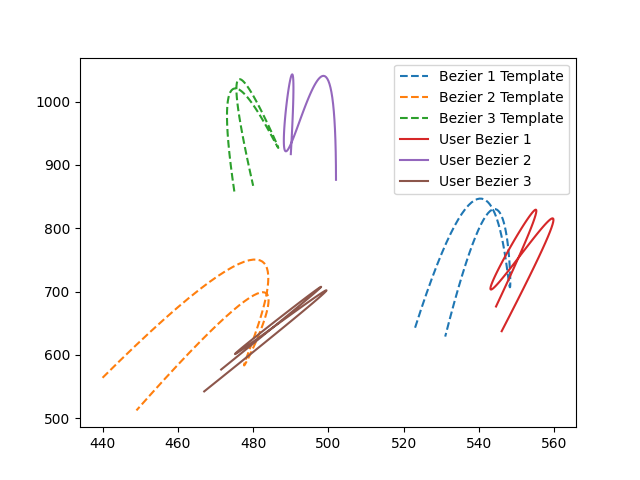 1000
900
800
700
600
500
440
460
480
500
520
540
560
Bezier 1 Template
Bezier 2 Template
Bezier 3 Template
User Bezier 1
User Bezier 2
User Bezier 3